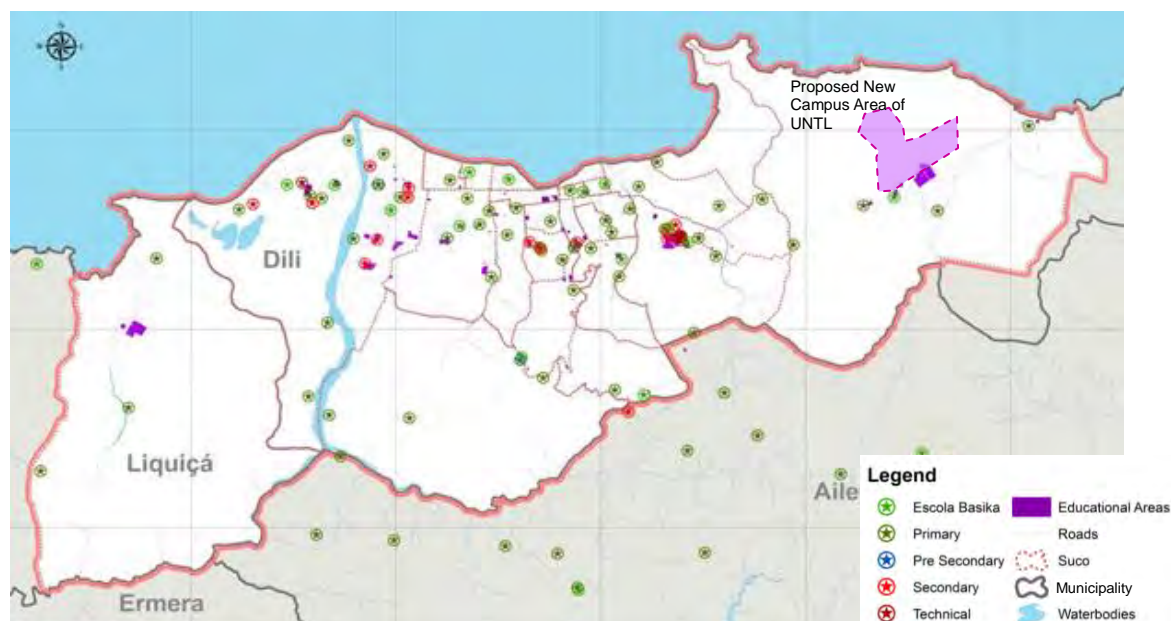 N
W E
S
Proposed New
Campus Area of
UNTL
Dili
Liquiçá
Aile
Ermera
Legend
Escola Basika
Primary
Pre Secondary
Secondary
Technical
Educational Areas
Roads
Suco
Municipality
Waterbodies